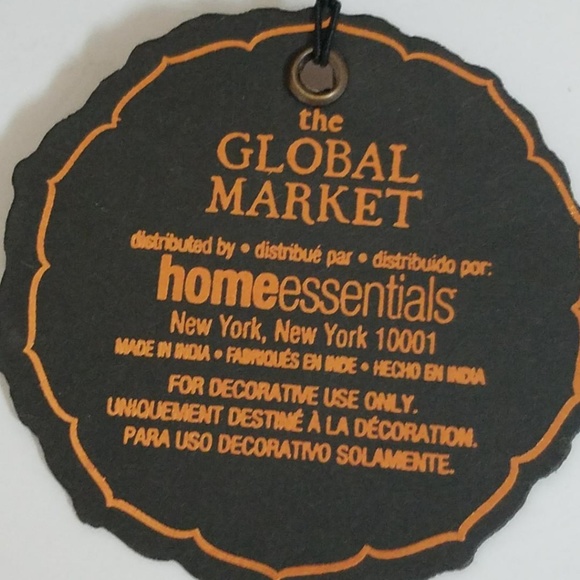 the
GLOBAL
MARKET
distributed by • distribué par • distribuido por:
homeessentials
New York, New York 10001
MADE IN INDIA • FABRIQUÉS EN INDE • HECHO EN INDIA
FOR DECORATIVE USE ONLY.
UNIQUEMENT DESTINÉ À LA DÉCORATION.
PARA USO DECORATIVO SOLAMENTE.